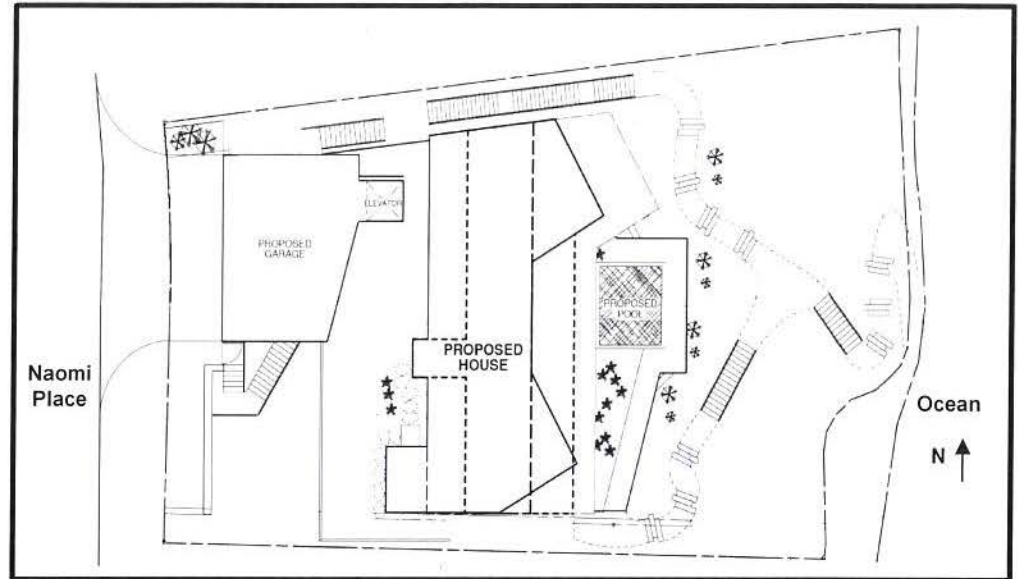 ELEVATOR
PROPOSED
GARAGE
PROPOSED
POOL
PROPOSED
HOUSE
Naomi
Place
Ocean
N